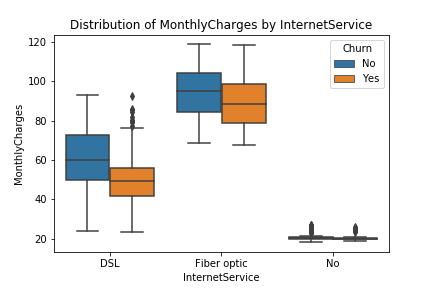 Distribution of MonthlyCharges by InternetService
Churn
No
Yes
MonthlyCharges
120
100
80
60
40
20
DSL
Fiber optic
No
InternetService